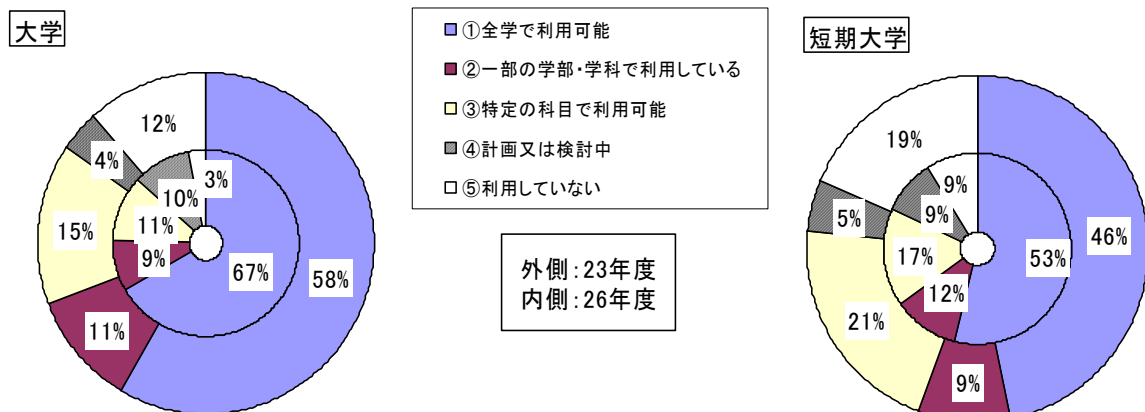 大学
12%
4%
3%
10%
11%
15%
9%
67%
58%
11%
①全学で利用可能
②一部の学部・学科で利用している
③特定の科目で利用可能
④計画又は検討中
⑤利用していない
外側：23年度
内側：26年度
短期大学
19%
9%
5%
9%
46%
17%
53%
12%
21%
9%